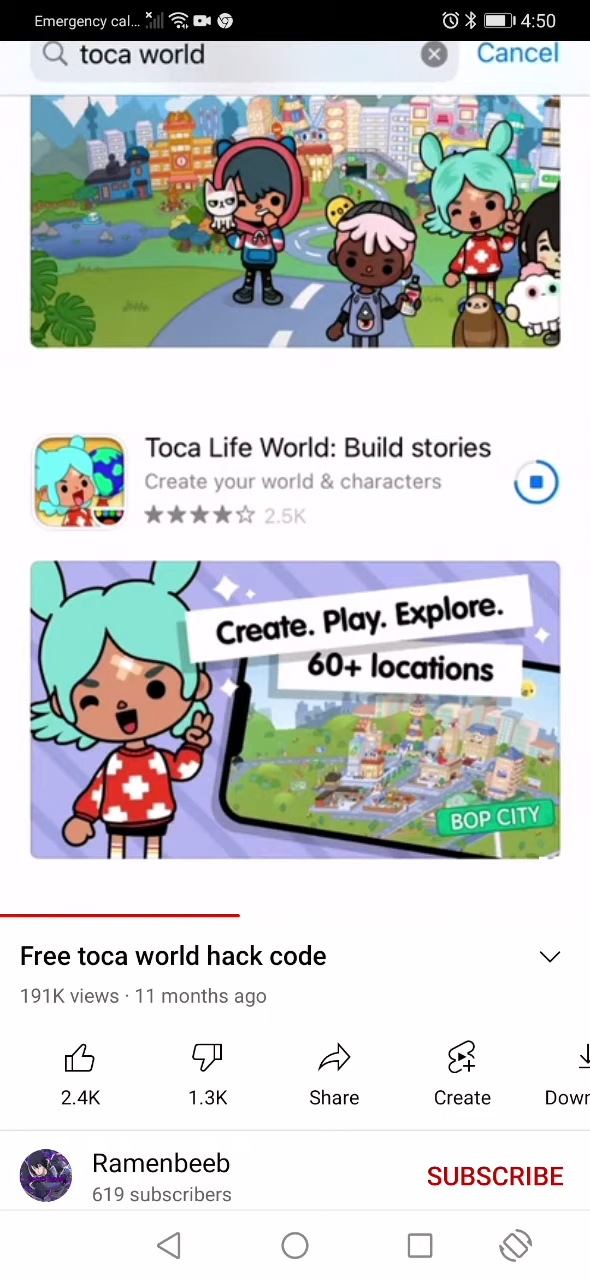 Emergency cal... 4:50
toca world Cancel
Toca Life World: Build stories
Create your world & characters
2.5K
Create. Play. Explore.
60+ locations
BOP CITY
Free toca world hack code
191K views · 11 months ago
2.4K 1.3K Share Create Down
Ramenbeeb
619 subscribers
SUBSCRIBE